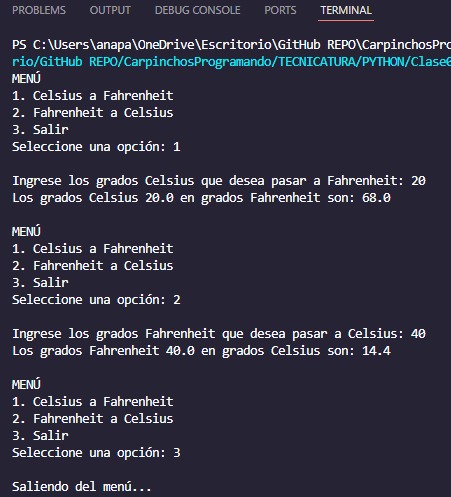 PROBLEMS OUTPUT DEBUG CONSOLE PORTS TERMINAL
PS C:\Users\anapa\OneDrive\Escritorio\GitHub REPO\CarpinchosPro
rio/GitHub REPO/CarpinchosProgramando/TECNICATURA/PYTHON/Clase0
MENÚ
1. Celsius a Fahrenheit
2. Fahrenheit a Celsius
3. Salir
Seleccione una opción: 1
Ingrese los grados Celsius que desea pasar a Fahrenheit: 20
Los grados Celsius 20.0 en grados Fahrenheit son: 68.0
MENÚ
1. Celsius a Fahrenheit
2. Fahrenheit a Celsius
3. Salir
Seleccione una opción: 2
Ingrese los grados Fahrenheit que desea pasar a Celsius: 40
Los grados Fahrenheit 40.0 en grados Celsius son: 14.4
MENÚ
1. Celsius a Fahrenheit
2. Fahrenheit a Celsius
3. Salir
Seleccione una opción: 3
Saliendo del menú...